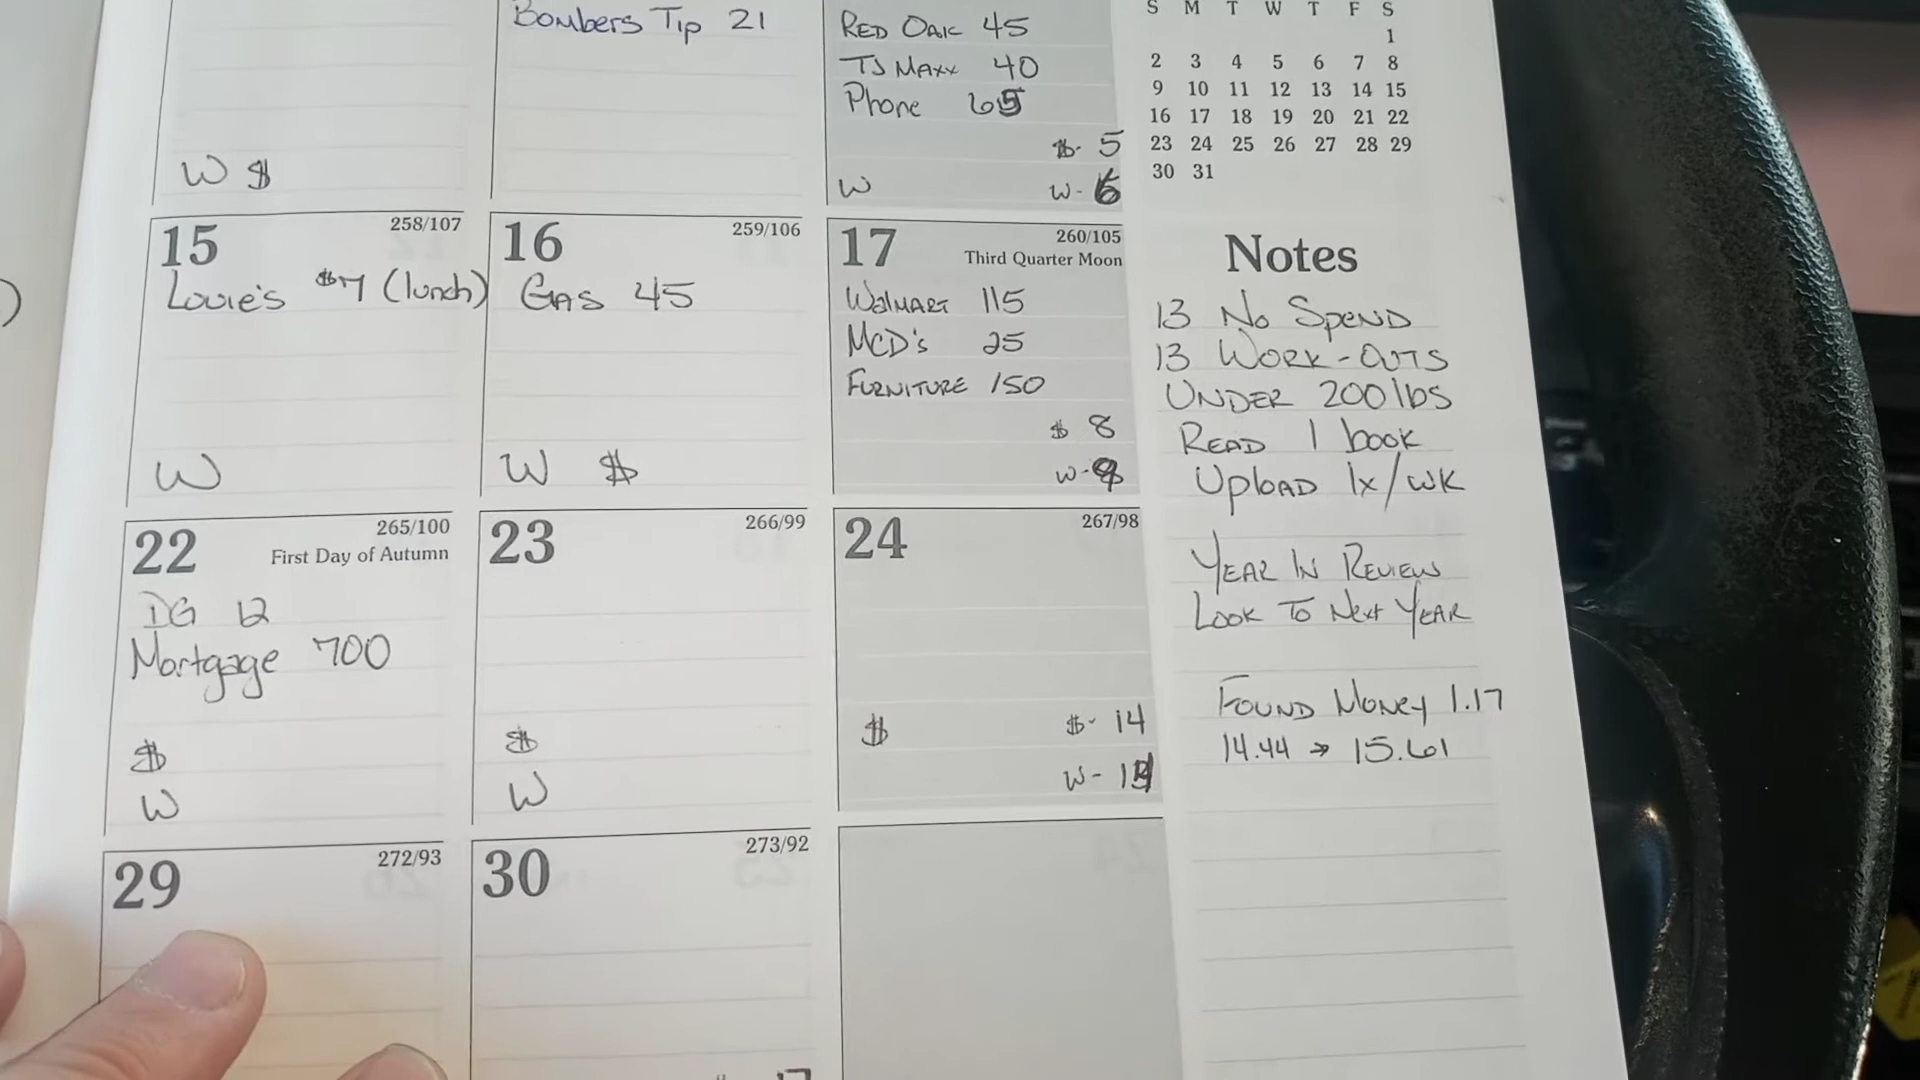 Bombers Tip 21
W $
RED OAK 45
TJ MAXX 40
Phone 65
$- 5
W W- 6
S M T W T F S
1
2 3 4 5 6 7 8
9 10 11 12 13 14 15
16 17 18 19 20 21 22
23 24 25 26 27 28 29
30 31
15 258/107
Louie's $7 (lunch)
W
16 259/106
GAS 45
W $
17 260/105
Third Quarter Moon
WalMART 115
McD's 25
FURNITURE 150
$ 8
W-9
Notes
13 No SPEND
13 WORK-OUTS
UNDER 200 lbs
READ 1 book
Upload 1x/wk
YEAR IN REVIEW
LOOK TO NEXT YEAR
FOUND MONEY 1.17
14.44 → 15.61
22 265/100
First Day of Autumn
DG 12
Mortgage 700
$
W
23 266/99
$
W
24 267/98
$ $- 14
W-
29 272/93
30 273/92
17